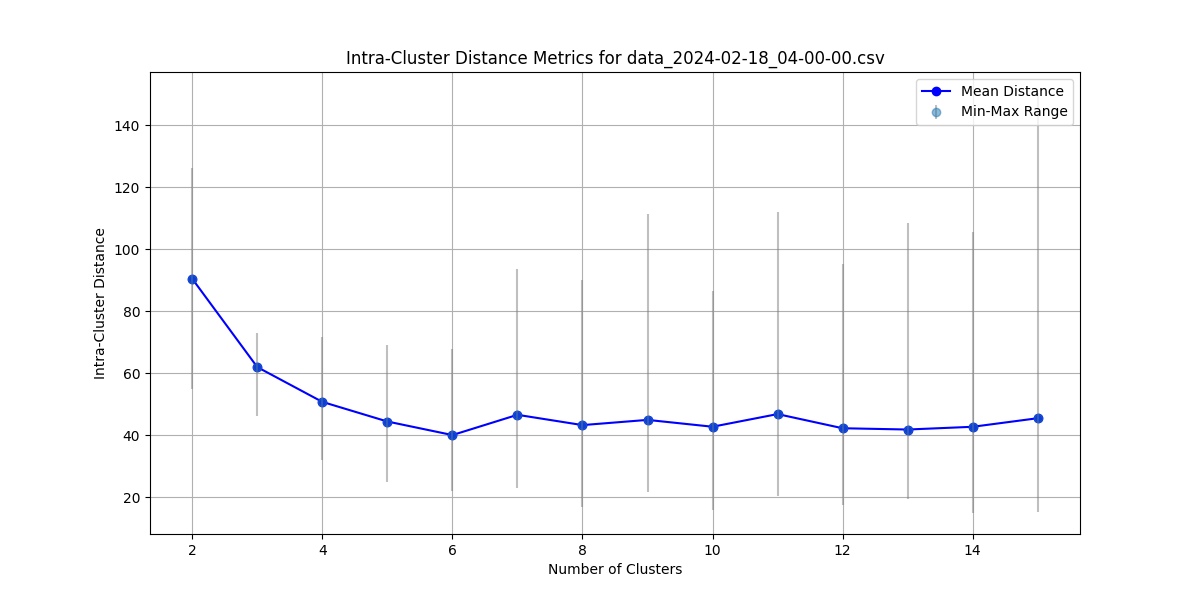 Intra-Cluster Distance Metrics for data_2024-02-18_04-00-00.csv
Mean Distance
Min-Max Range
Intra-Cluster Distance
140
120
100
80
60
40
20
2 4 6 8 10 12 14
Number of Clusters